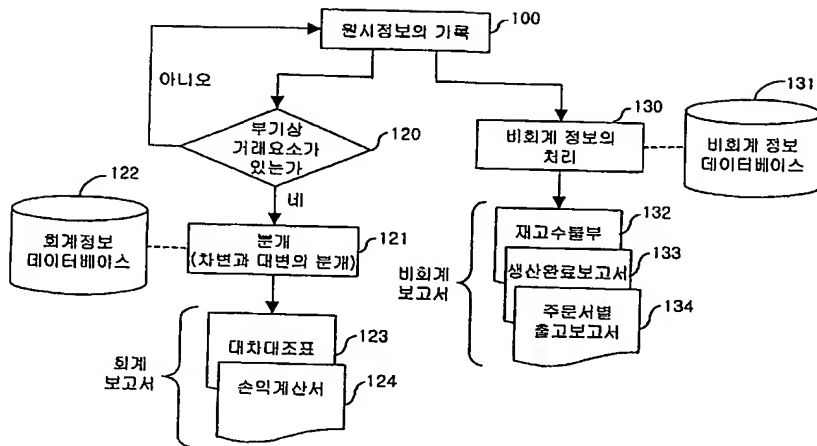 원시정보의 기록
100
아니오
부기상
거래요소가
있는가
120
네
130
비회계 정보의
처리
131
비회계 정보
데이터베이스
122
회계정보
데이터베이스
분개
(차변과 대변의 분개)
121
비회계
보고서
재고수불부
132
생산완료보고서
133
주문서별
출고보고서
134
회계
보고서
대차대조표
123
손익계산서
124